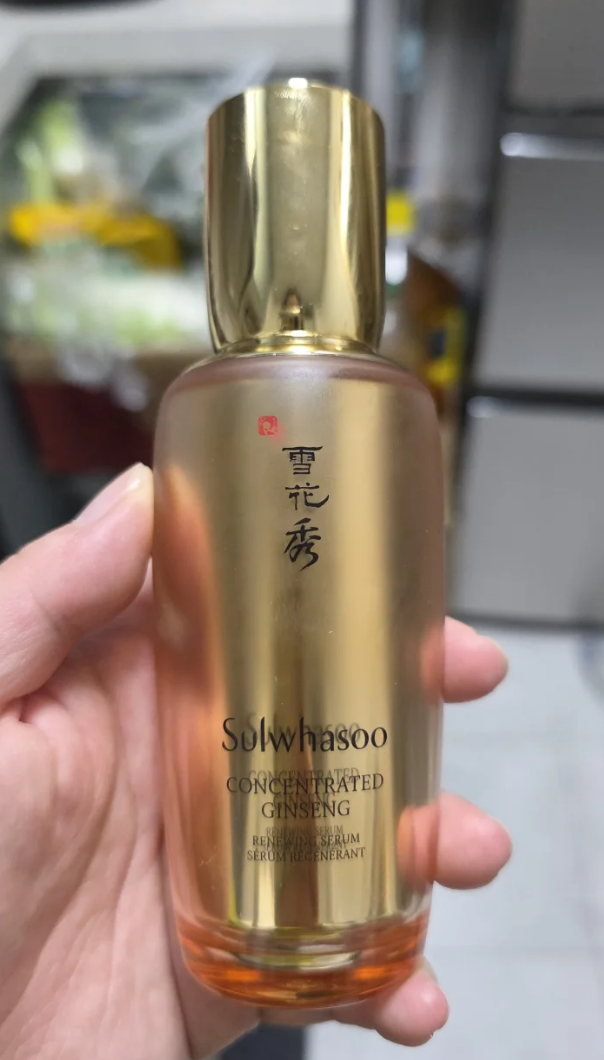 雪
花
秀
Sulwhasoo
CONCENTRATED
GINSENG
RENEWING SERUM
SÉRUM RÉGÉNÉRANT